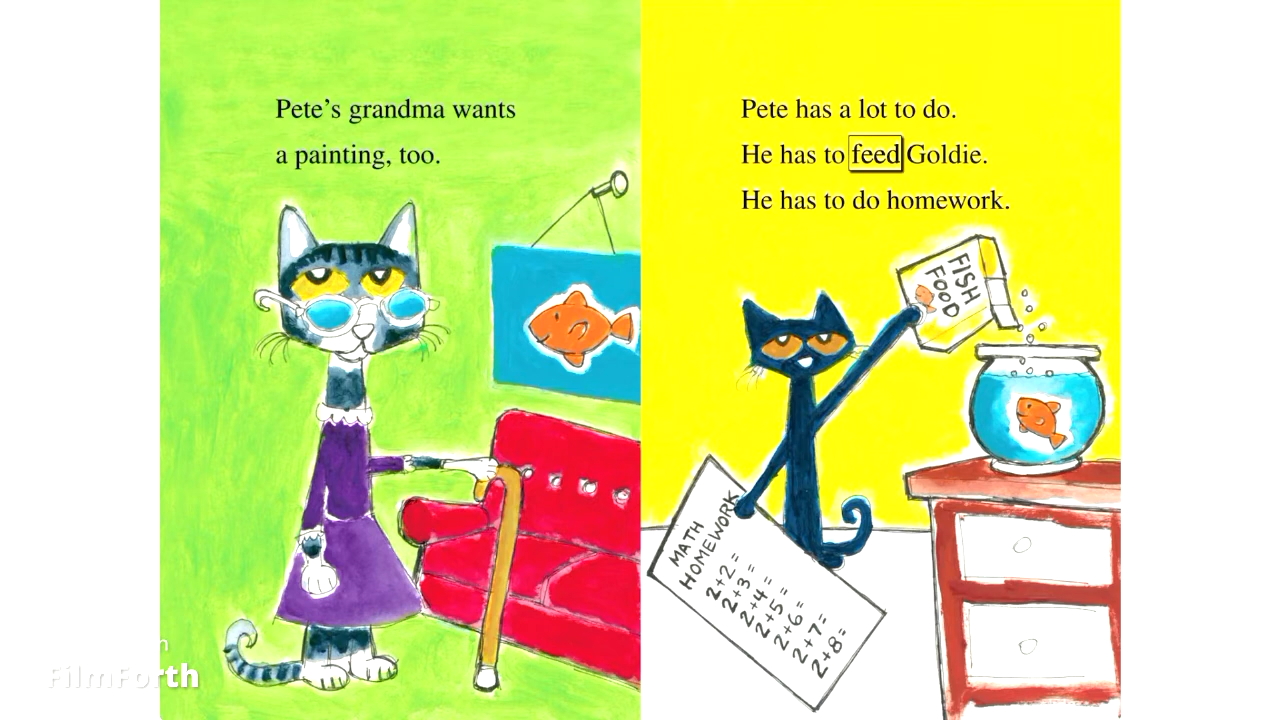 Pete's grandma wants
a painting, too.
Pete has a lot to do.
He has to feed Goldie.
He has to do homework.
FISH
FOOD
MATH
HOMEWORK
2+2=
2+3=
2+4=
2+5=
2+6=
2+7=
2+8=
FilmForth